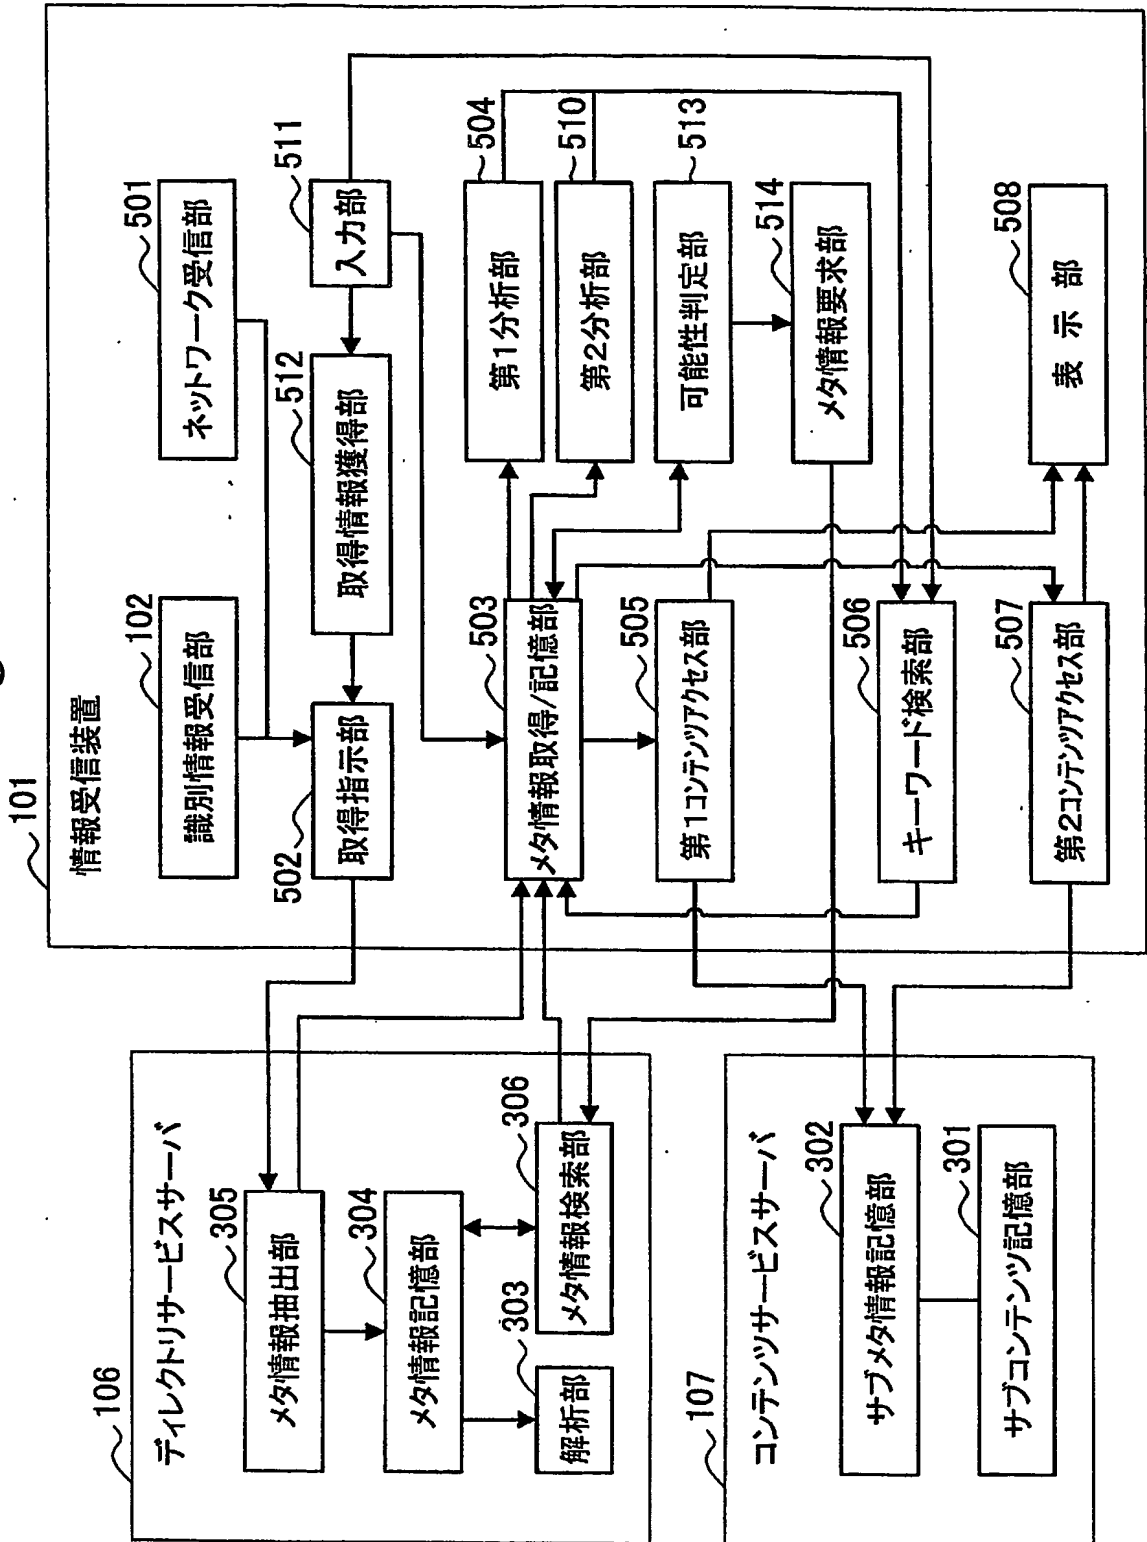 101
情報受信装置
102
識別情報受信部
501
ネットワーク受信部
502
取得指示部
512
取得情報獲得部
511
入力部
503
メタ情報取得/記憶部
504
第1分析部
510
第2分析部
513
可能性判定部
514
メタ情報要求部
505
第1コンテンツアクセス部
506
キーワード検索部
507
第2コンテンツアクセス部
508
表示部
106
ディレクトリサービスサーバ
305
メタ情報抽出部
304
メタ情報記憶部
303
解析部
306
メタ情報検索部
107
コンテンツサービスサーバ
302
サブメタ情報記憶部
301
サブコンテンツ記憶部